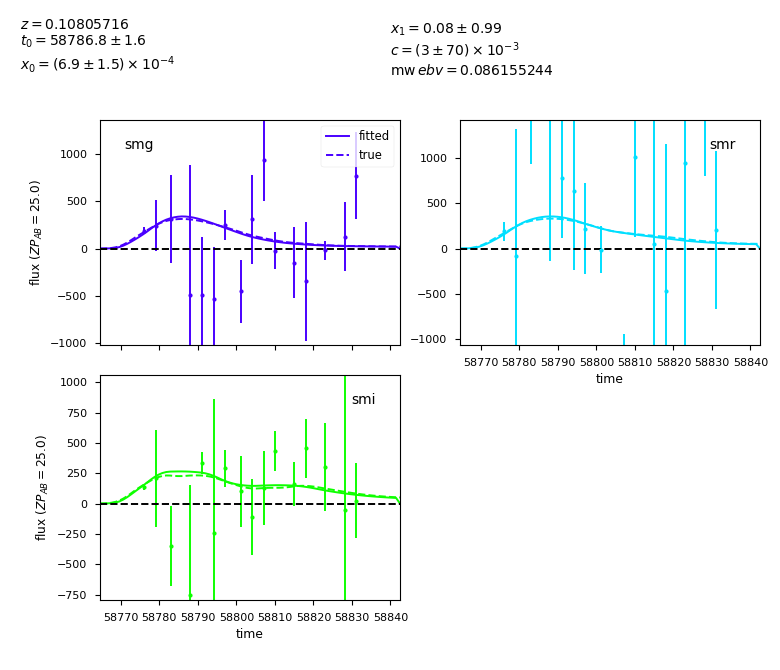 z = 0.10805716
t₀ = 58786.8 ± 1.6
x₀ = (6.9 ± 1.5) × 10⁻⁴
x₁ = 0.08 ± 0.99
c = (3 ± 70) × 10⁻³
mw ebv = 0.086155244
smg
fitted
true
1000
500
0
−500
−1000
flux (ZP_AB = 25.0)
smr
1000
500
0
−500
−1000
58770 58780 58790 58800 58810 58820 58830 58840
time
smi
1000
750
500
250
0
−250
−500
−750
flux (ZP_AB = 25.0)
58770 58780 58790 58800 58810 58820 58830 58840
time